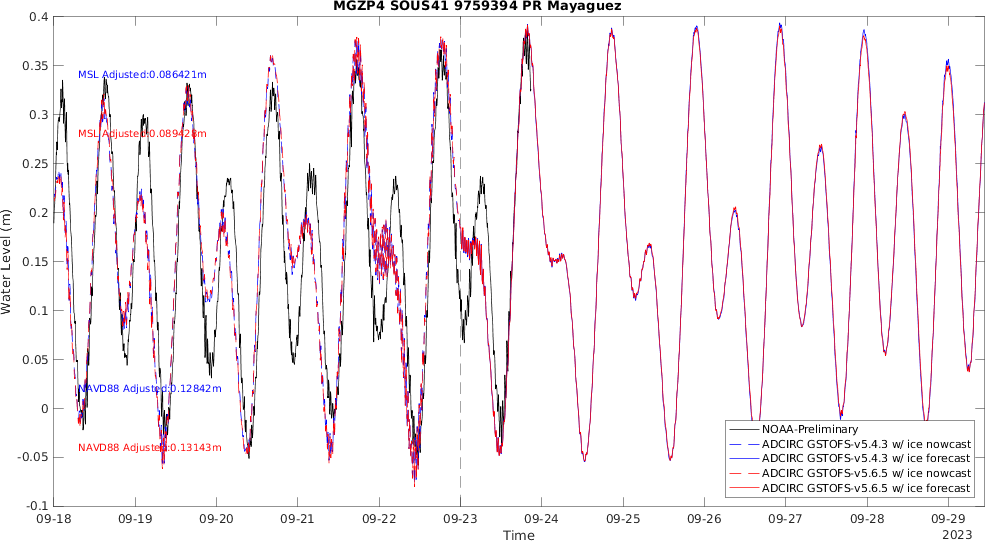 MGZP4 SOUS41 9759394 PR Mayaguez
Water Level (m)
0.4
0.35
0.3
0.25
0.2
0.15
0.1
0.05
0
-0.05
-0.1
MSL Adjusted:0.086421m
MSL Adjusted:0.089428m
NAVD88 Adjusted:0.12842m
NAVD88 Adjusted:0.13143m
NOAA-Preliminary
ADCIRC GSTOFS-v5.4.3 w/ ice nowcast
ADCIRC GSTOFS-v5.4.3 w/ ice forecast
ADCIRC GSTOFS-v5.6.5 w/ ice nowcast
ADCIRC GSTOFS-v5.6.5 w/ ice forecast
09-18 09-19 09-20 09-21 09-22 09-23 09-24 09-25 09-26 09-27 09-28 09-29
Time
2023